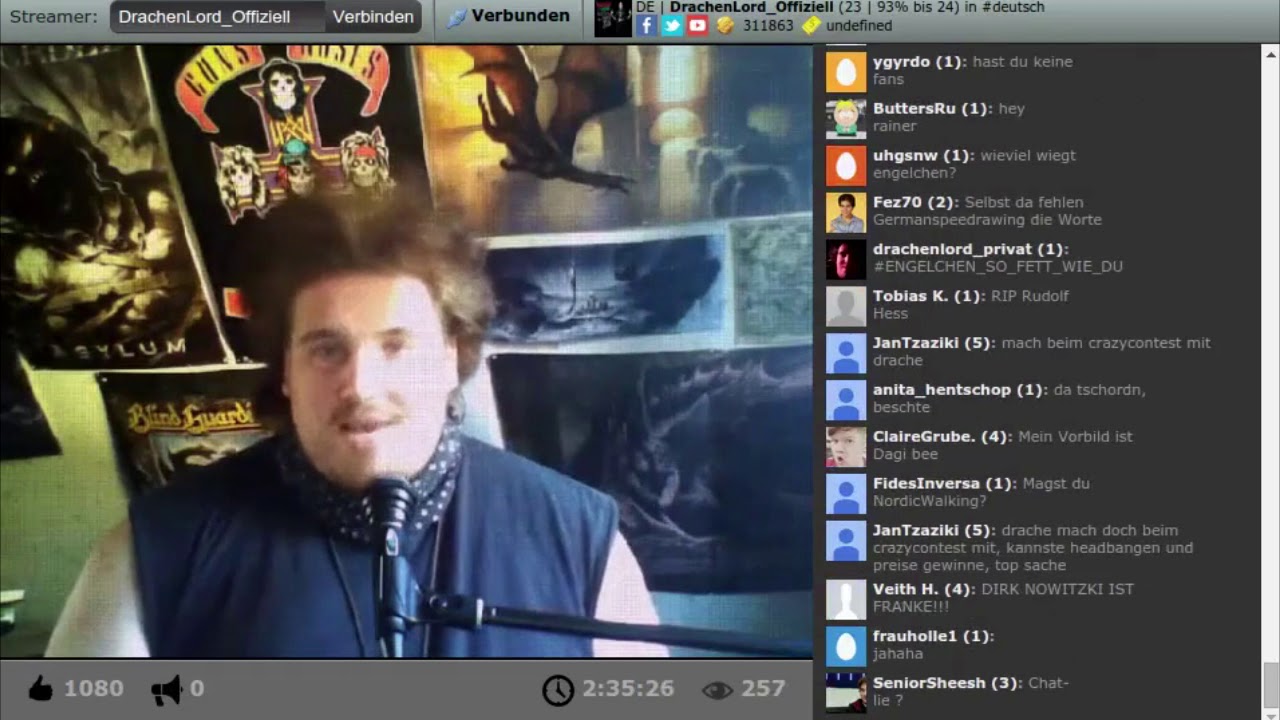 Streamer: DrachenLord_Offiziell Verbinden Verbunden
DE | DrachenLord_Offiziell (23 | 93% bis 24) in #deutsch
311863 undefined
GUNS ROSES
ASYLUM
Blind Guardi
ygyrdo (1): hast du keine
fans
ButtersRu (1): hey
rainer
uhgsnw (1): wieviel wiegt
engelchen?
Fez70 (2): Selbst da fehlen
Germanspeedrawing die Worte
drachenlord_privat (1):
#ENGELCHEN_SO_FETT_WIE_DU
Tobias K. (1): RIP Rudolf
Hess
JanTzaziki (5): mach beim crazycontest mit
drache
anita_hentschop (1): da tschordn,
beschte
ClaireGrube. (4): Mein Vorbild ist
Dagi bee
FidesInversa (1): Magst du
NordicWalking?
JanTzaziki (5): drache mach doch beim
crazycontest mit, kannste headbangen und
preise gewinne, top sache
Veith H. (4): DIRK NOWITZKI IST
FRANKE!!!
frauholle1 (1):
jahaha
SeniorSheesh (3): Chat-
lie ?
1080 0 2:35:26 257